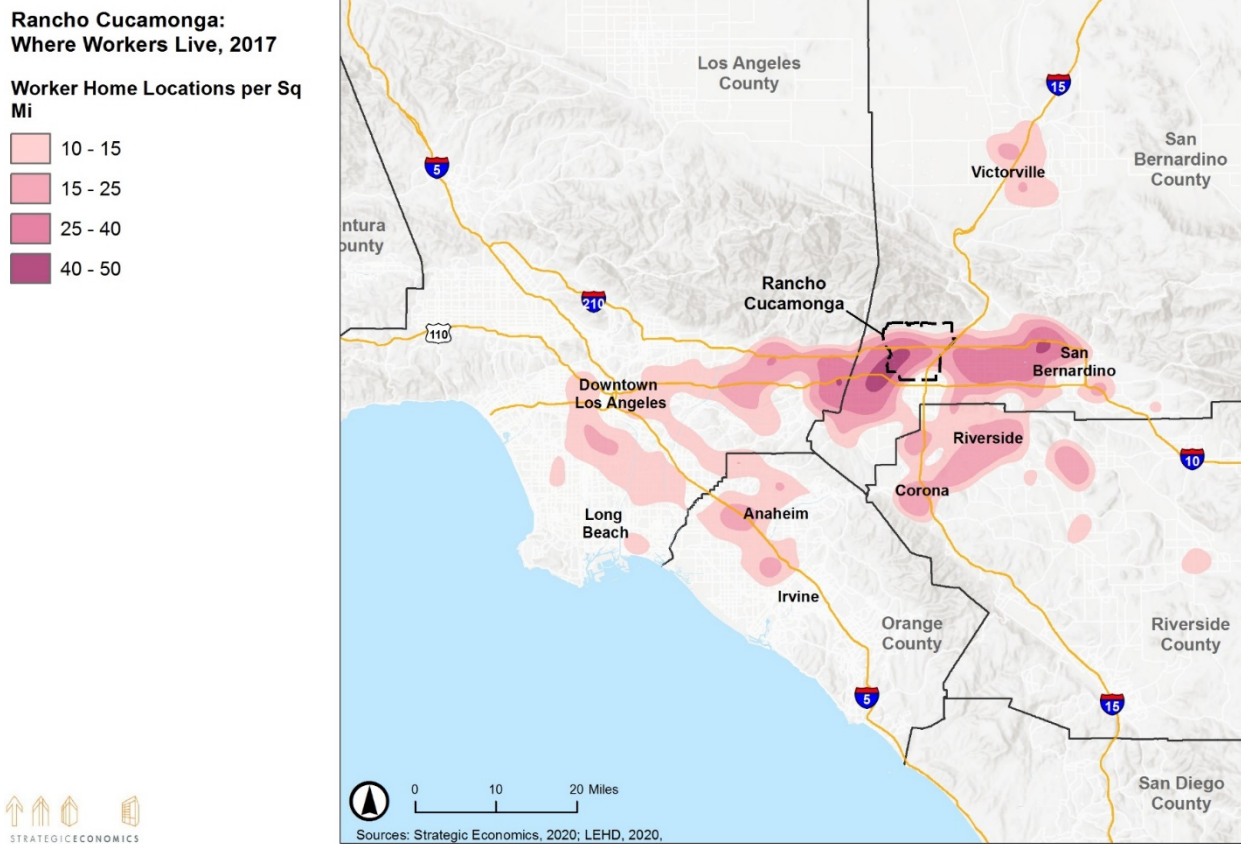 Rancho Cucamonga:
Where Workers Live, 2017
Worker Home Locations per Sq
Mi
10 - 15
15 - 25
25 - 40
40 - 50
Los Angeles
County
15
San
Bernardino
County
Victorville
5
ntura
ounty
Rancho
Cucamonga
210
110
San
Bernardino
Downtown
Los Angeles
Riverside
10
Corona
Long
Beach
Anaheim
Irvine
Orange
County
Riverside
County
5
15
San Diego
County
0 10 20 Miles
Sources: Strategic Economics, 2020; LEHD, 2020,
STRATEGICECONOMICS